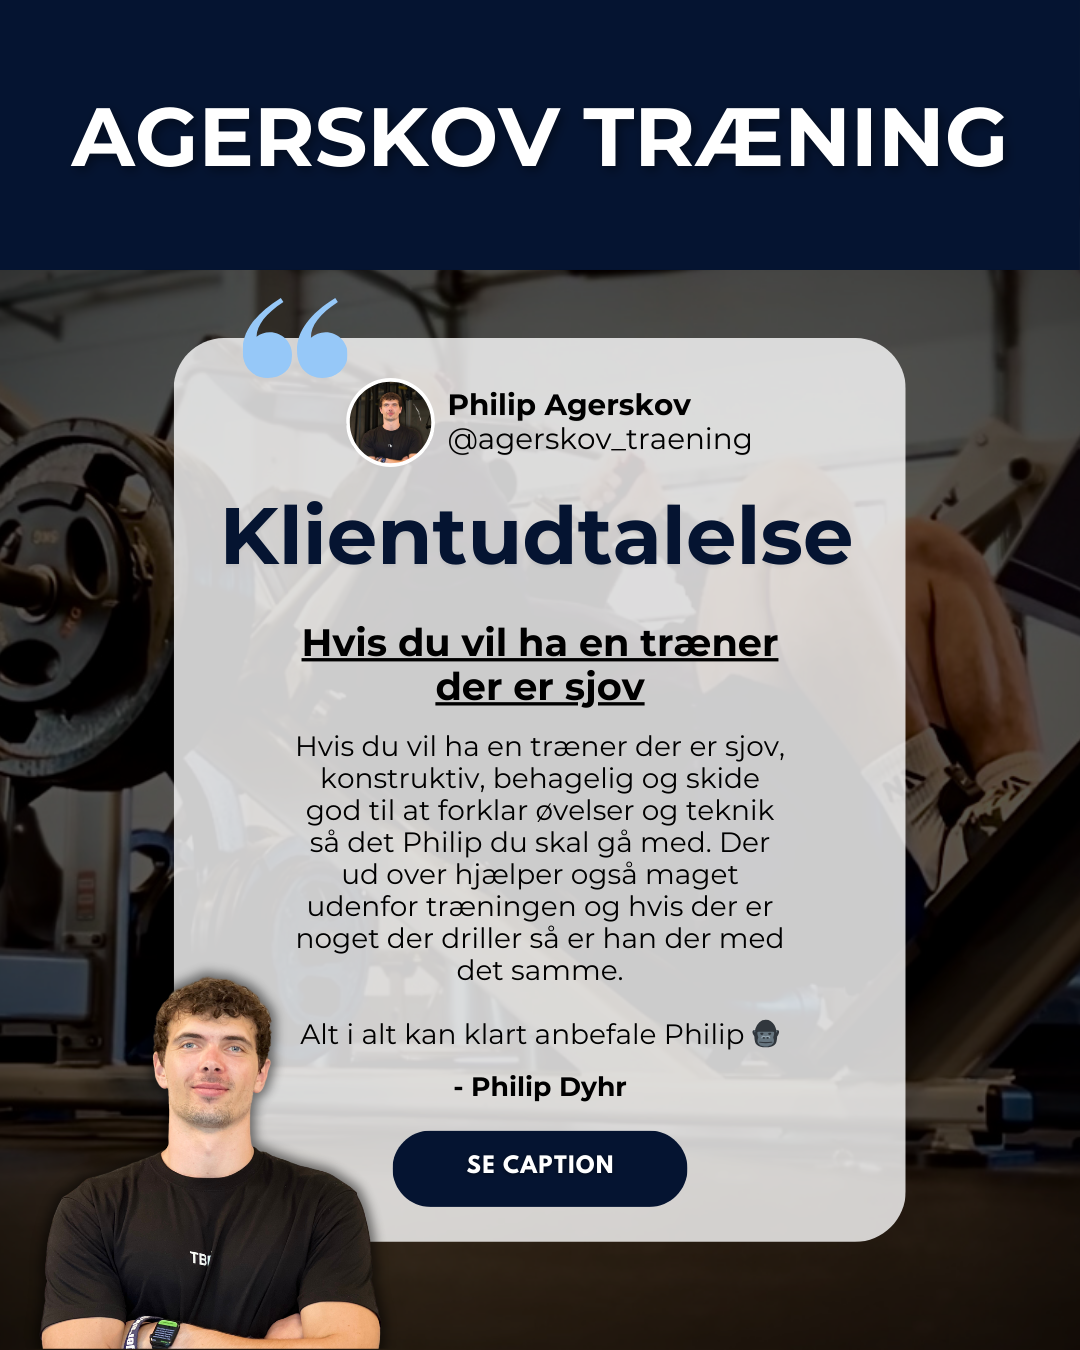 AGERSKOV TRÆNING
Philip Agerskov
@agerskov_traening
Klientudtalelse
Hvis du vil ha en træner
der er sjov
Hvis du vil ha en træner der er sjov,
konstruktiv, behagelig og skide
god til at forklar øvelser og teknik
så det Philip du skal gå med. Der
ud over hjælper også maget
udenfor træningen og hvis der er
noget der driller så er han der med
det samme.
Alt i alt kan klart anbefale Philip 🦍
- Philip Dyhr
SE CAPTION